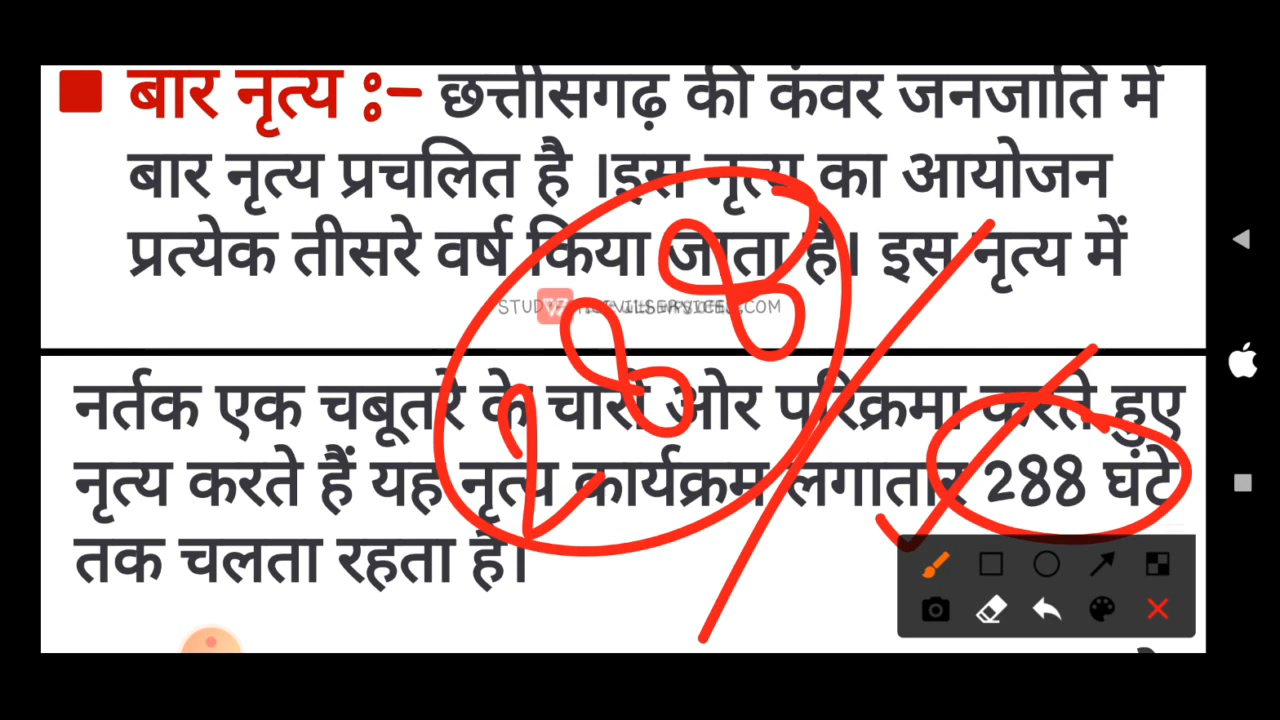 बार नृत्य :- छत्तीसगढ़ की कंवर जनजाति में
बार नृत्य प्रचलित है ।इस नृत्य का आयोजन
प्रत्येक तीसरे वर्ष किया जाता है। इस नृत्य में
288
नर्तक एक चबूतरे के चारों ओर परिक्रमा करते हुए
नृत्य करते हैं यह नृत्य कार्यक्रम लगातार 288 घंटे
तक चलता रहता है।